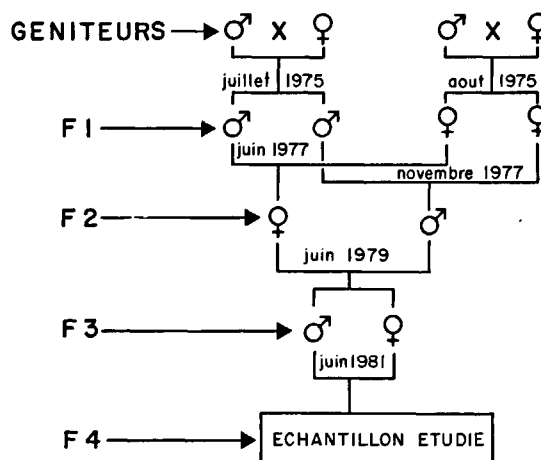 GENITEURS ♂ X ♀ ♂ X ♀
juillet 1975 aout 1975
F1 ♂ ♂ ♀ ♀
juin 1977
novembre 1977
F2 ♀ ♂
juin 1979
F3 ♂ ♀
juin 1981
F4 ECHANTILLON ETUDIE